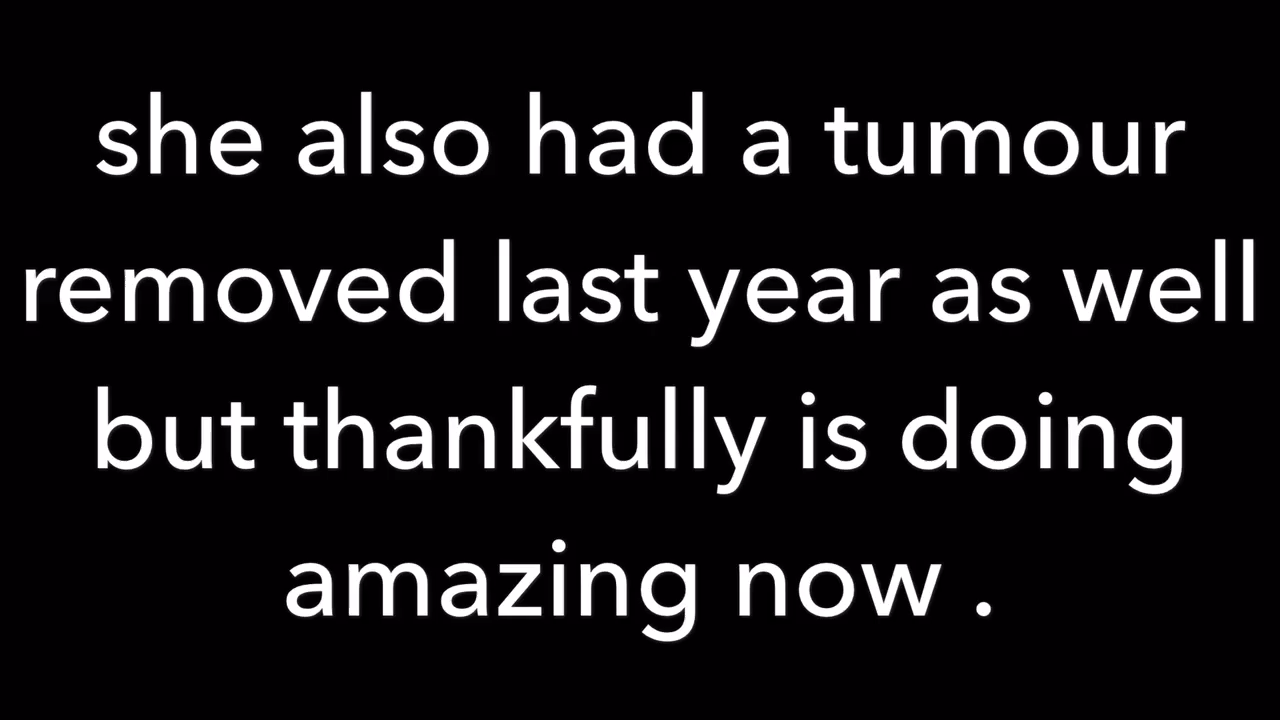 she also had a tumour
removed last year as well
but thankfully is doing
amazing now .